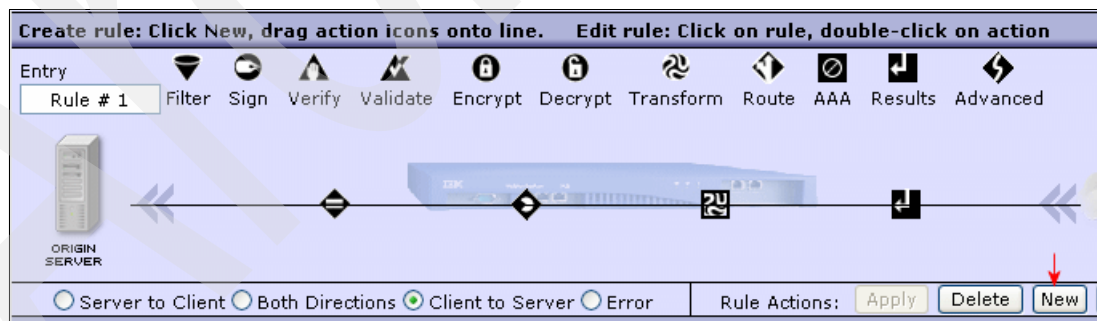 Create rule: Click New, drag action icons onto line. Edit rule: Click on rule, double-click on action
Entry
Rule # 1
Filter Sign Verify Validate Encrypt Decrypt Transform Route AAA Results Advanced
ORIGIN
SERVER
Server to Client Both Directions Client to Server Error Rule Actions: Apply Delete New